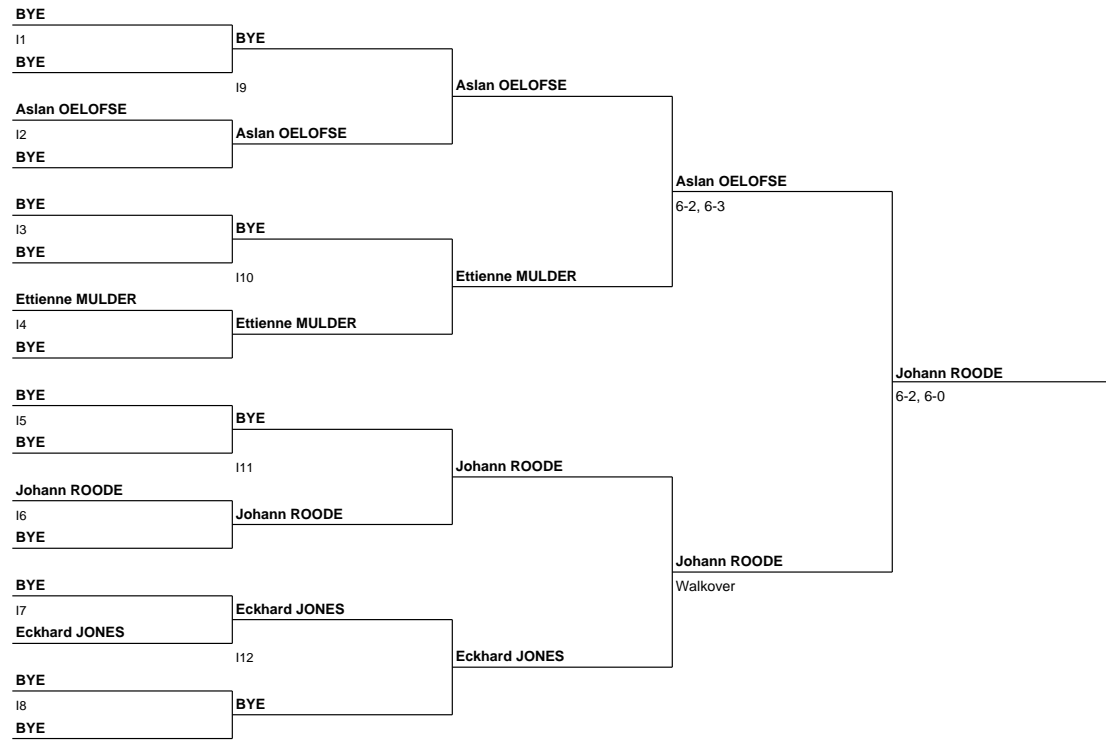 BYE
I1
BYE
BYE
I9
Aslan OELOFSE
Aslan OELOFSE
I2
Aslan OELOFSE
BYE
Aslan OELOFSE
6-2, 6-3
BYE
I3
BYE
BYE
I10
Ettienne MULDER
Ettienne MULDER
I4
Ettienne MULDER
BYE
Johann ROODE
6-2, 6-0
BYE
I5
BYE
BYE
I11
Johann ROODE
Johann ROODE
I6
Johann ROODE
BYE
Johann ROODE
Walkover
BYE
I7
Eckhard JONES
Eckhard JONES
I12
Eckhard JONES
BYE
I8
BYE
BYE